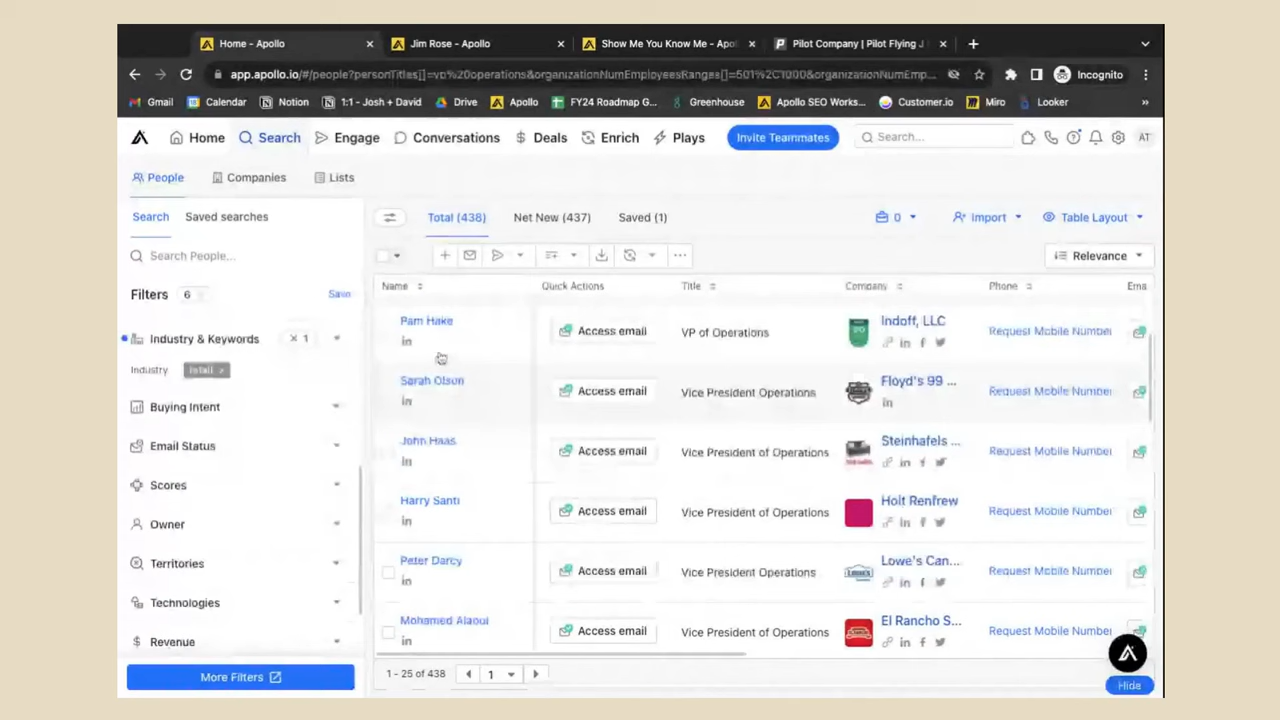 Home - Apollo
Jim Rose - Apollo
Show Me You Know Me - Apo
Pilot Company | Pilot Flying J
app.apollo.io/#/people?personTitles[]=vp%20operations&organizationNumEmployeesRanges[]=501%2C1000&organizationNumEmp...
Incognito
Gmail
Calendar
Notion
1:1 - Josh + David
Drive
Apollo
FY24 Roadmap G...
Greenhouse
Apollo SEO Works...
Customer.io
Miro
Looker
»
Home
Search
Engage
Conversations
Deals
Enrich
Plays
Invite Teammates
Search...
AT
People
Companies
Lists
Search
Saved searches
Total (438)
Net New (437)
Saved (1)
0
Import
Table Layout
Search People...
Relevance
Filters 6
Save
Name
Quick Actions
Title
Company
Phone
Ema
Industry & Keywords
× 1
Industry
retail ×
Buying Intent
Email Status
Scores
Owner
Territories
Technologies
Revenue
More Filters
Pam Hake
Access email
VP of Operations
Indoff, LLC
Request Mobile Number
Sarah Olson
Access email
Vice President Operations
Floyd's 99 ...
Request Mobile Number
John Haas
Access email
Vice President of Operations
Steinhafels ...
Request Mobile Number
Harry Santi
Access email
Vice President of Operations
Holt Renfrew
Request Mobile Number
Peter Darcy
Access email
Vice President Operations
Lowe's Can...
Request Mobile Number
Mohamed Alaoui
Access email
Vice President of Operations
El Rancho S...
Request Mobile Number
1 - 25 of 438
1
Hide